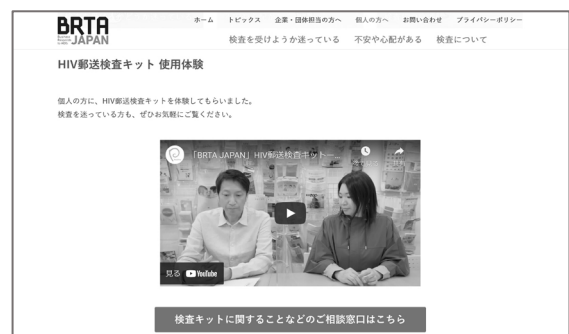 BRTA
JAPAN
ホーム トピックス 企業・団体担当の方へ 個人の方へ お問い合わせ プライバシーポリシー
検査を受けようか迷っている 不安や心配がある 検査について
HIV郵送検査キット 使用体験
個人の方に、HIV郵送検査キットを体験してもらいました。
検査を迷っている方も、ぜひお気軽にご覧ください。
「BRTA JAPAN」HIV郵送検査キット…
見る YouTube
検査キットに関することなどのご相談窓口はこちら